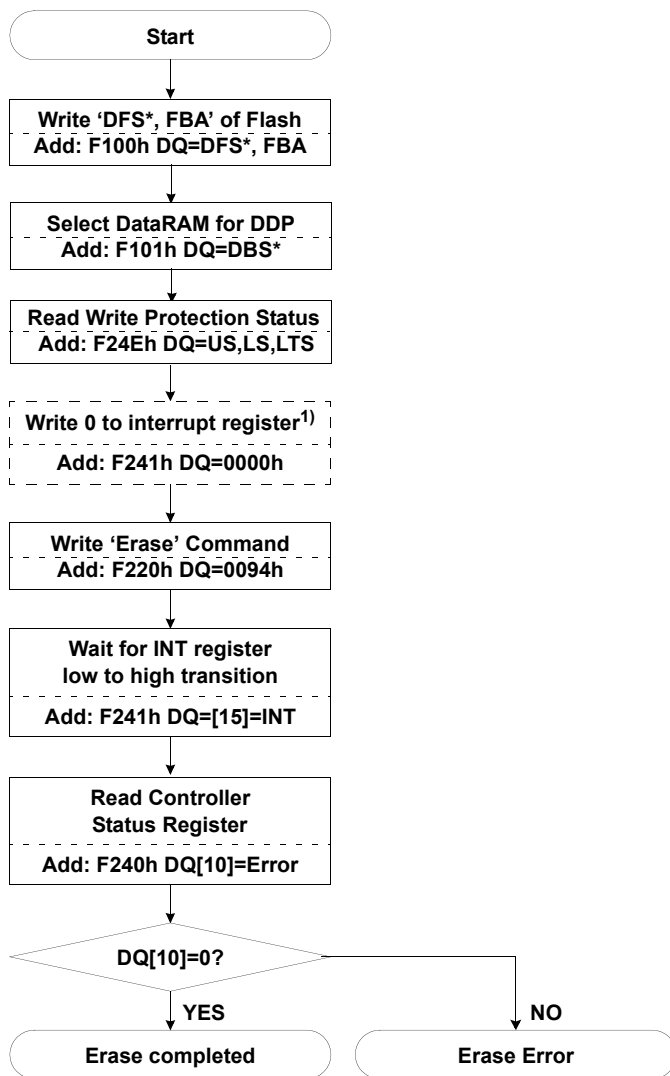 Start
Write ‘DFS*, FBA’ of Flash
Add: F100h DQ=DFS*, FBA
Select DataRAM for DDP
Add: F101h DQ=DBS*
Read Write Protection Status
Add: F24Eh DQ=US,LS,LTS
Write 0 to interrupt register1)
Add: F241h DQ=0000h
Write ‘Erase’ Command
Add: F220h DQ=0094h
Wait for INT register
low to high transition
Add: F241h DQ=[15]=INT
Read Controller
Status Register
Add: F240h DQ[10]=Error
DQ[10]=0?
YES
NO
Erase completed
Erase Error